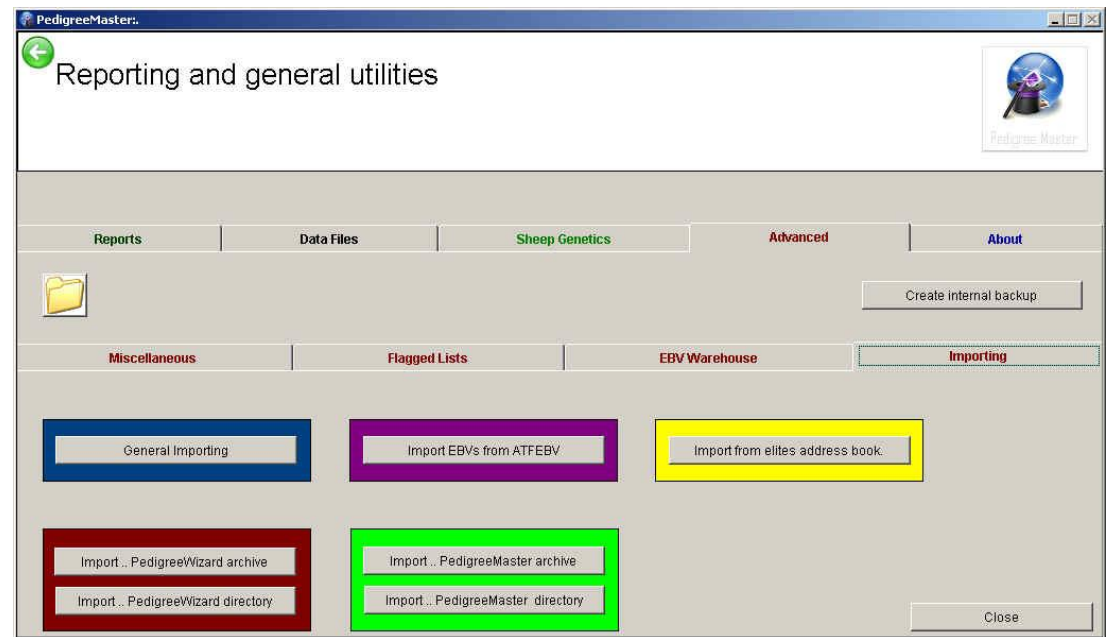 PedigreeMaster:.
Reporting and general utilities
Pedigree Master
Reports
Data Files
Sheep Genetics
Advanced
About
Create internal backup
Miscellaneous
Flagged Lists
EBV Warehouse
Importing
General Importing
Import EBVs from ATFEBV
Import from elites address book.
Import .. PedigreeWizard archive
Import .. PedigreeMaster archive
Import .. PedigreeWizard directory
Import .. PedigreeMaster directory
Close